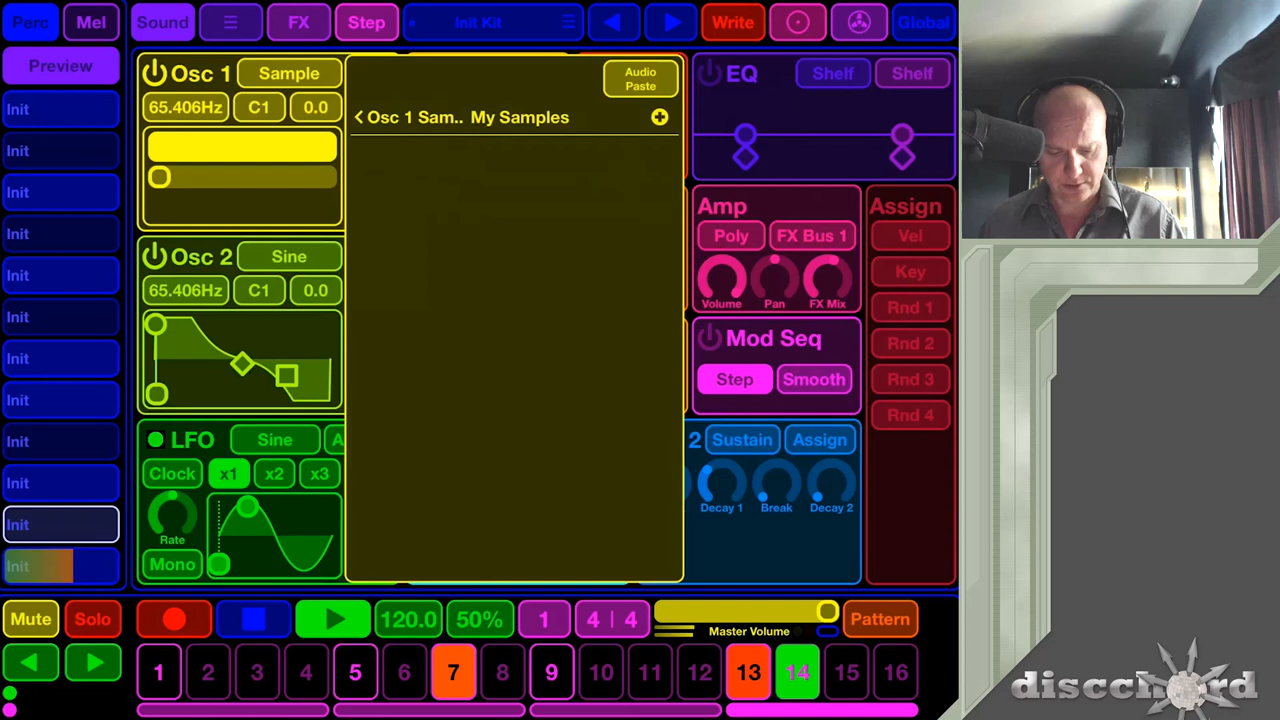 Perc Mel Sound FX Step Init Kit Write Global
Preview
Init
Init
Init
Init
Init
Init
Init
Init
Init
Init
Init
Init
Osc 1 Sample
65.406Hz C1 0.0
Osc 2 Sine
65.406Hz C1 0.0
LFO Sine A
Clock x1 x2 x3
Rate
Mono
Audio
Paste
Osc 1 Sam.. My Samples
EQ Shelf Shelf
Amp
Poly FX Bus 1
Volume Pan FX Mix
Mod Seq
Step Smooth
2 Sustain Assign
Decay 1 Break Decay 2
Assign
Vel
Key
Rnd 1
Rnd 2
Rnd 3
Rnd 4
Mute Solo 120.0 50% 1 4 | 4 Master Volume Pattern
1 2 3 4 5 6 7 8 9 10 11 12 13 14 15 16
discchord